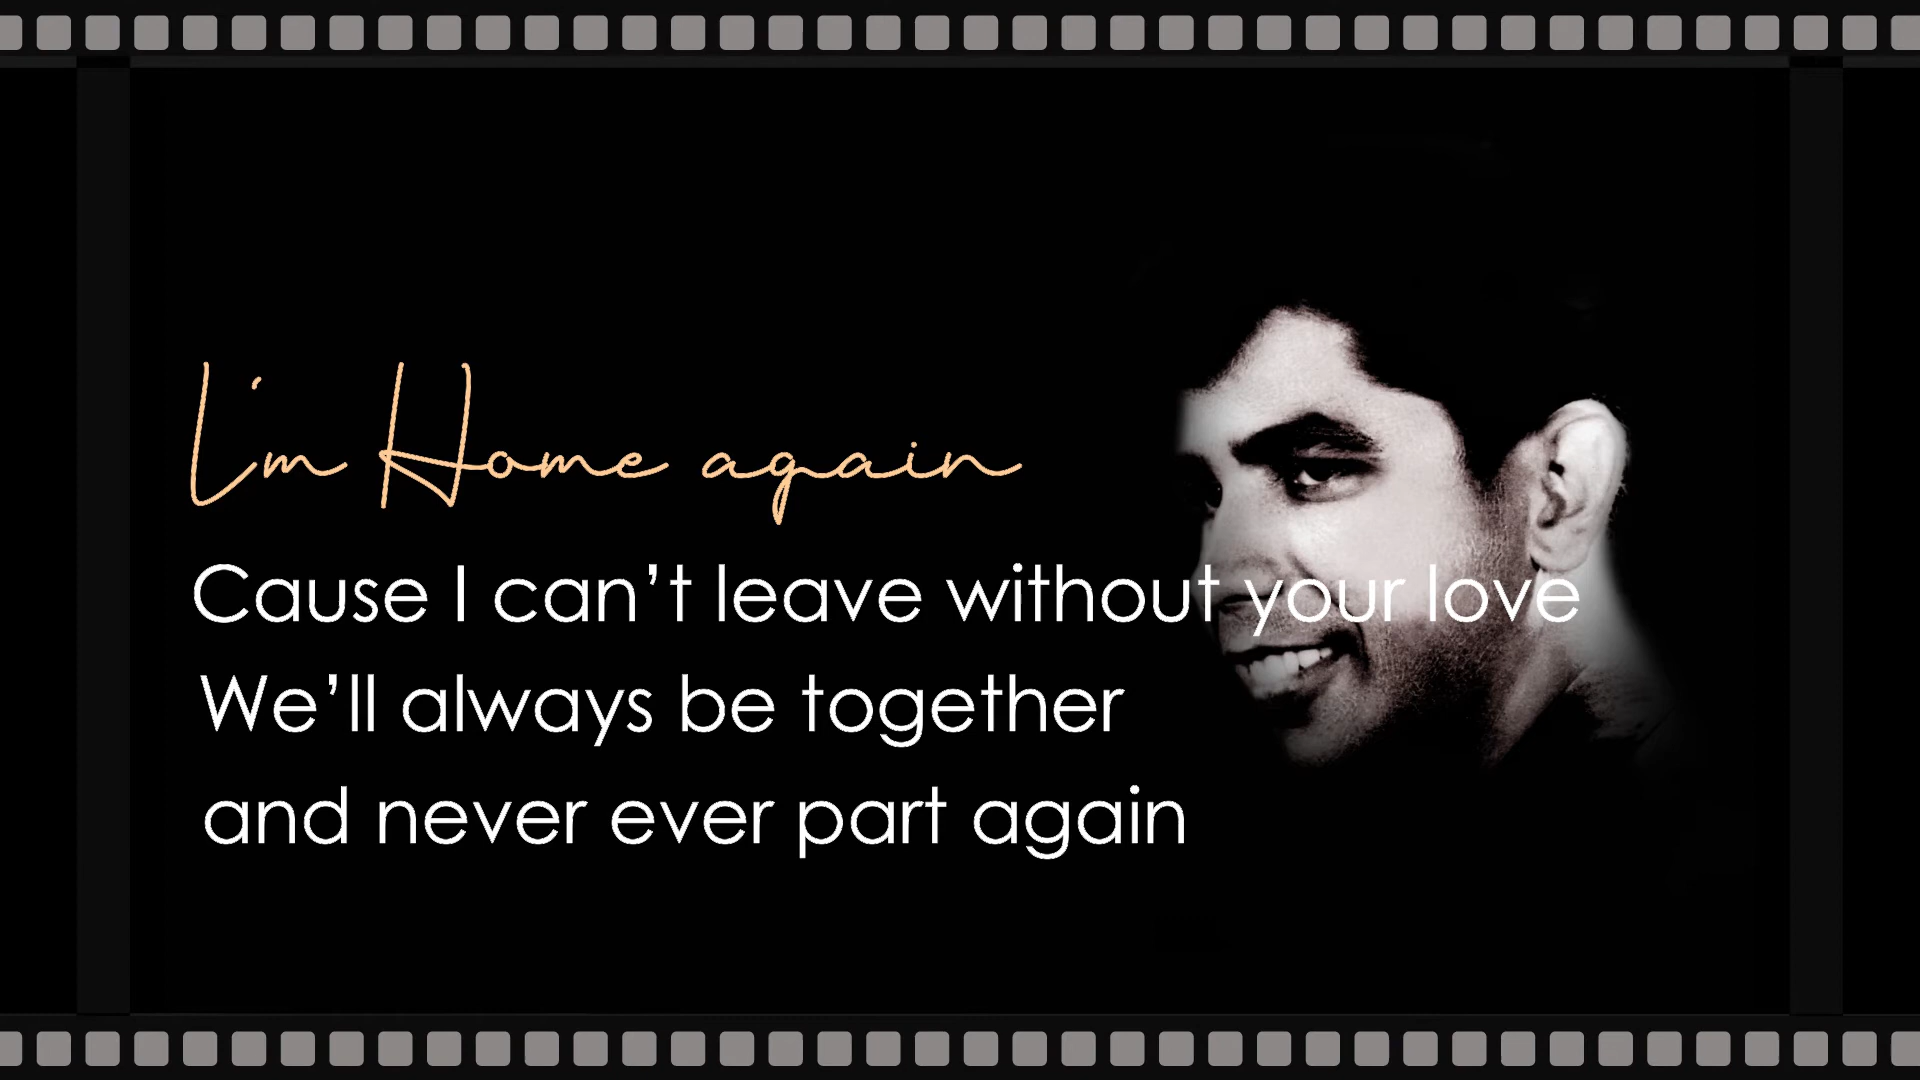 I'm Home again
Cause I can’t leave without your love
We’ll always be together
and never ever part again